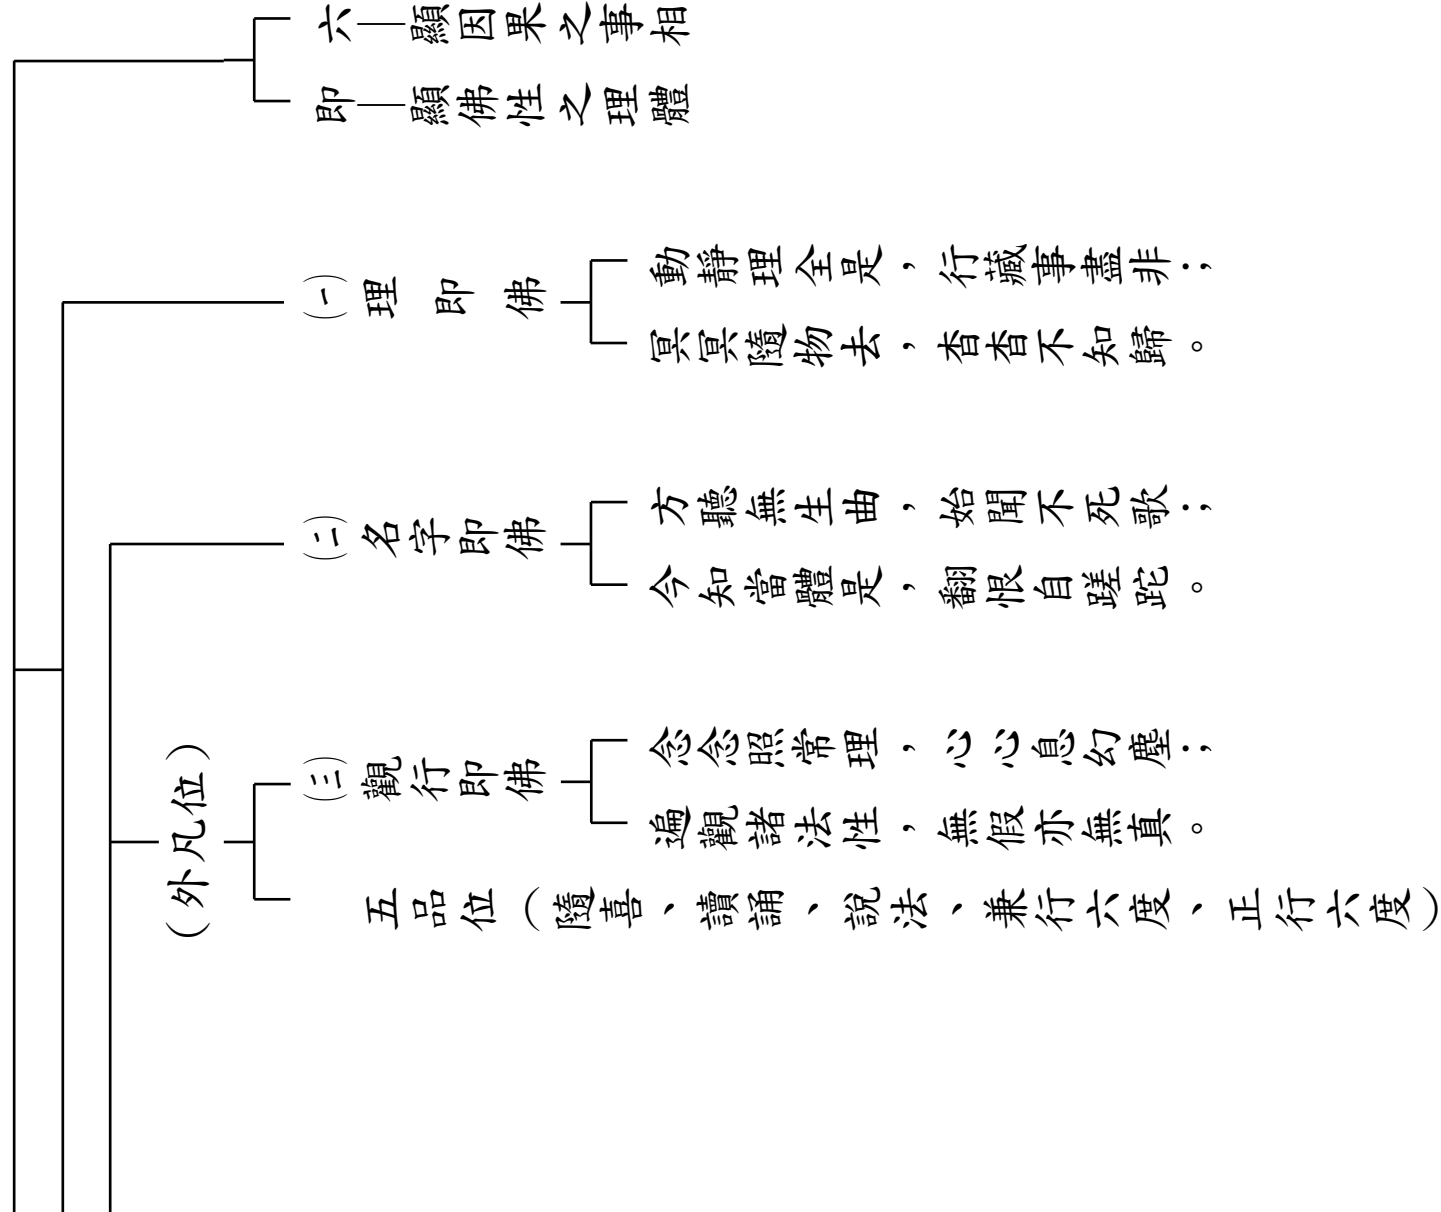 六—顯因果之事相
即—顯佛性之理體
㈠理即佛
動靜理全是，行藏事盡非；
冥冥隨物去，杳杳不知歸。
㈡名字即佛
方聽無生曲，始聞不死歌；
今知當體是，翻恨自蹉跎。
（外凡位）
㈢觀行即佛
念念照常理，心心息幻塵；
遍觀諸法性，無假亦無真。
五品位（隨喜、讀誦、說法、兼行六度、正行六度）